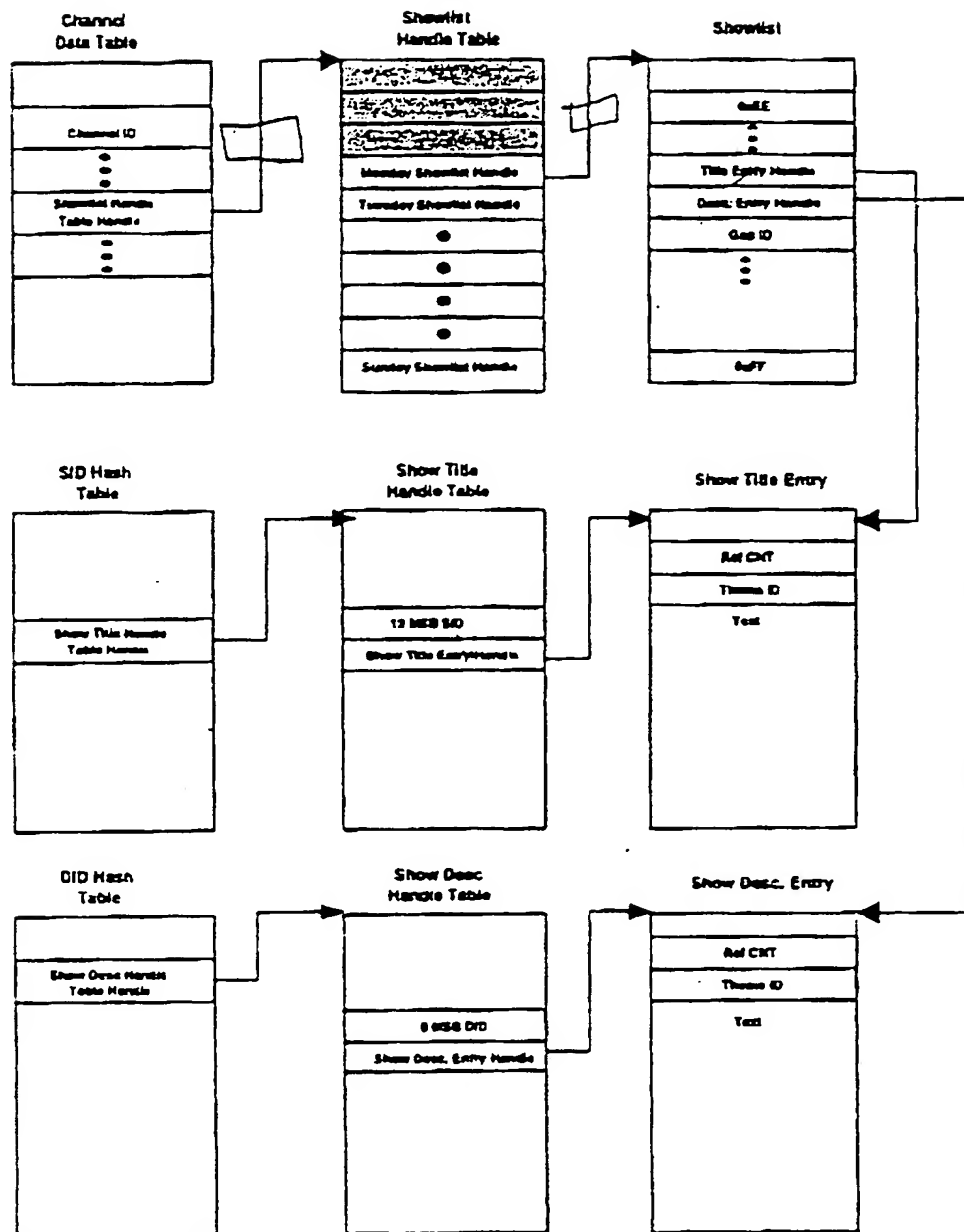 Channel
Data Table
Showlist
Handle Table
Showlist
Channel ID
Showlist Handle
Table Handle
Monday Showlist Handle
Tuesday Showlist Handle
Sunday Showlist Handle
0xEE
Title Entry Handle
Desc. Entry Handle
0xFF
SID Hash
Table
Show Title
Handle Table
Show Title Entry
Show Title Handle
Table Handle
12 MSB SID
Show Title Entry Handle
Ref CNT
Theme ID
Text
DID Hash
Table
Show Desc
Handle Table
Show Desc. Entry
Show Desc Handle
Table Handle
MSB DID
Show Desc. Entry Handle
Ref CNT
Theme ID
Text